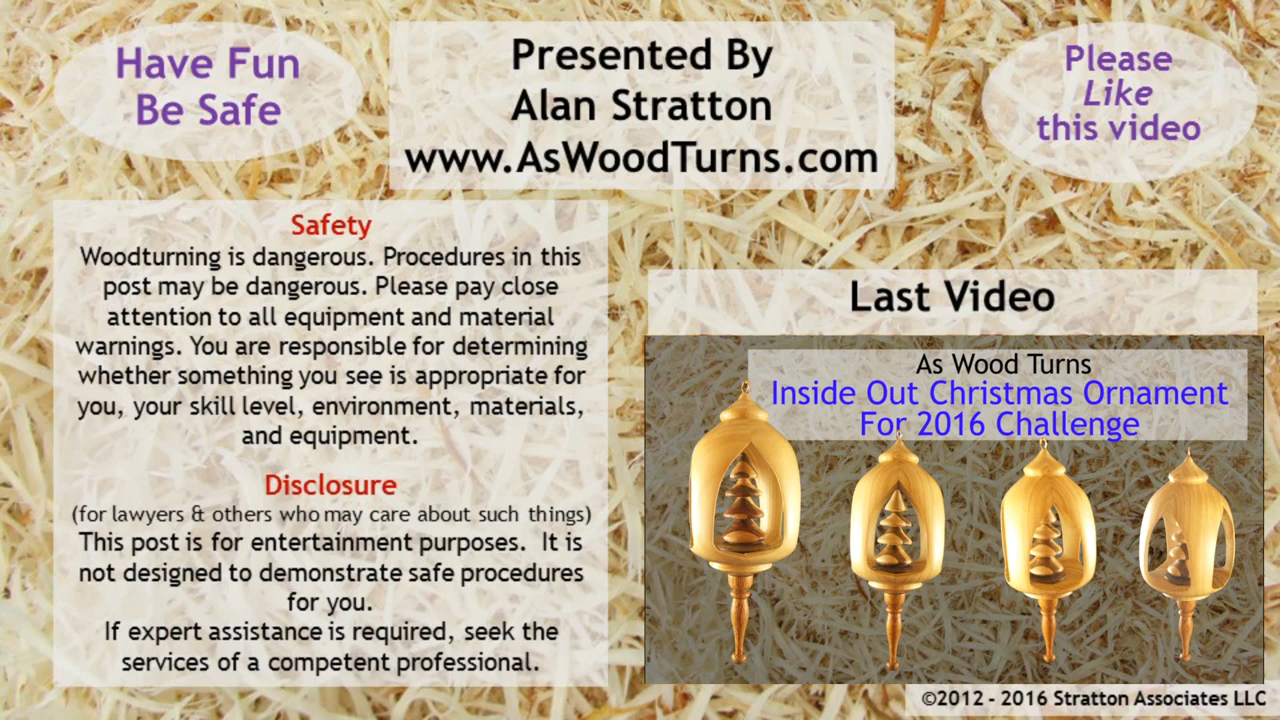 Have Fun
Be Safe
Presented By
Alan Stratton
www.AsWoodTurns.com
Please
Like
this video
Safety
Woodturning is dangerous. Procedures in this
post may be dangerous. Please pay close
attention to all equipment and material
warnings. You are responsible for determining
whether something you see is appropriate for
you, your skill level, environment, materials,
and equipment.
Disclosure
(for lawyers & others who may care about such things)
This post is for entertainment purposes. It is
not designed to demonstrate safe procedures
for you.
If expert assistance is required, seek the
services of a competent professional.
Last Video
As Wood Turns
Inside Out Christmas Ornament
For 2016 Challenge
©2012 - 2016 Stratton Associates LLC